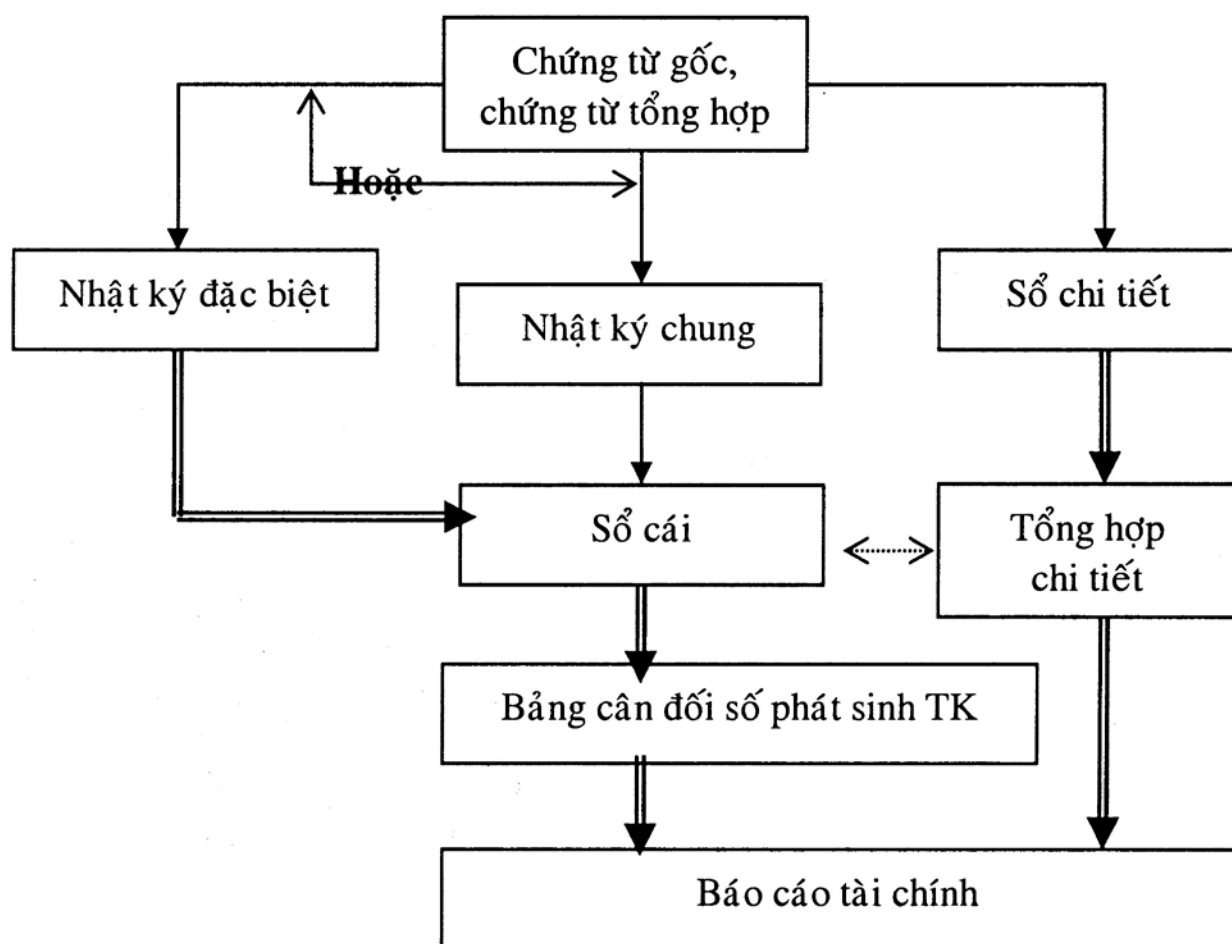 Chứng từ gốc,
chứng từ tổng hợp
Hoặc
Nhật ký đặc biệt
Nhật ký chung
Sổ chi tiết
Sổ cái
Tổng hợp
chi tiết
Bảng cân đối số phát sinh TK
Báo cáo tài chính